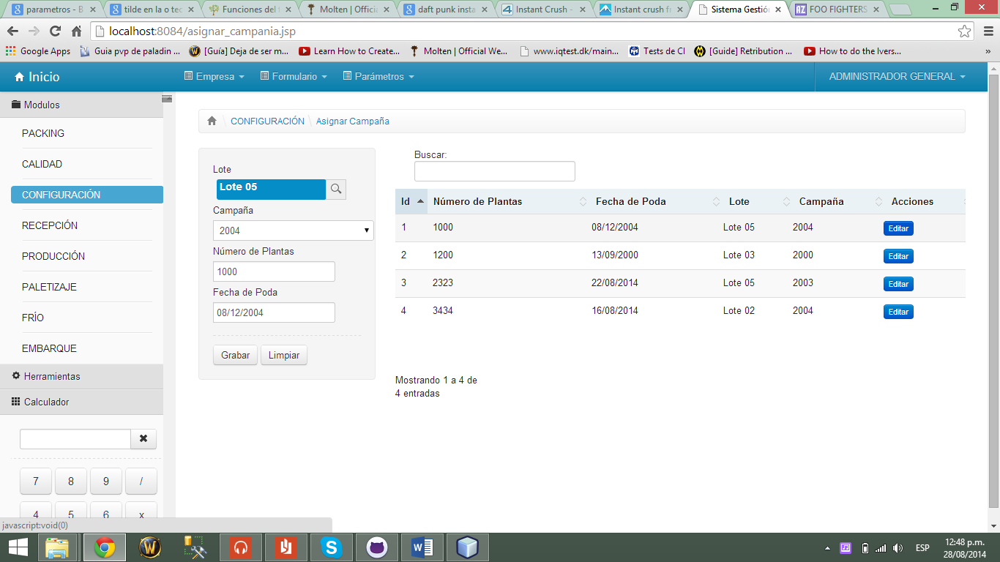 parametros - B
tilde en la o tec
Funciones del
Molten | Offici
daft punk insta
Instant Crush -
Instant crush f
Sistema Gestió
FOO FIGHTERS
localhost:8084/asignar_campania.jsp
Google Apps
Guia pvp de paladin ...
[Guía] Deja de ser m...
Learn How to Create...
Molten | Official We...
www.iqtest.dk/main...
Tests de CI
[Guide] Retribution ...
How to do the Ivers...
»
Inicio
Empresa
Formulario
Parámetros
ADMINISTRADOR GENERAL
Modulos
PACKING
CALIDAD
CONFIGURACIÓN
RECEPCIÓN
PRODUCCIÓN
PALETIZAJE
FRÍO
EMBARQUE
Herramientas
Calculador
7 8 9 /
4 5 6 x
javascript:void(0)
CONFIGURACIÓN \ Asignar Campaña
Lote
Lote 05
Campaña
2004
Número de Plantas
1000
Fecha de Poda
08/12/2004
Grabar Limpiar
Buscar:
Id Número de Plantas Fecha de Poda Lote Campaña Acciones
1 1000 08/12/2004 Lote 05 2004 Editar
2 1200 13/09/2000 Lote 03 2000 Editar
3 2323 22/08/2014 Lote 05 2003 Editar
4 3434 16/08/2014 Lote 02 2004 Editar
Mostrando 1 a 4 de
4 entradas
ESP
12:48 p.m.
28/08/2014